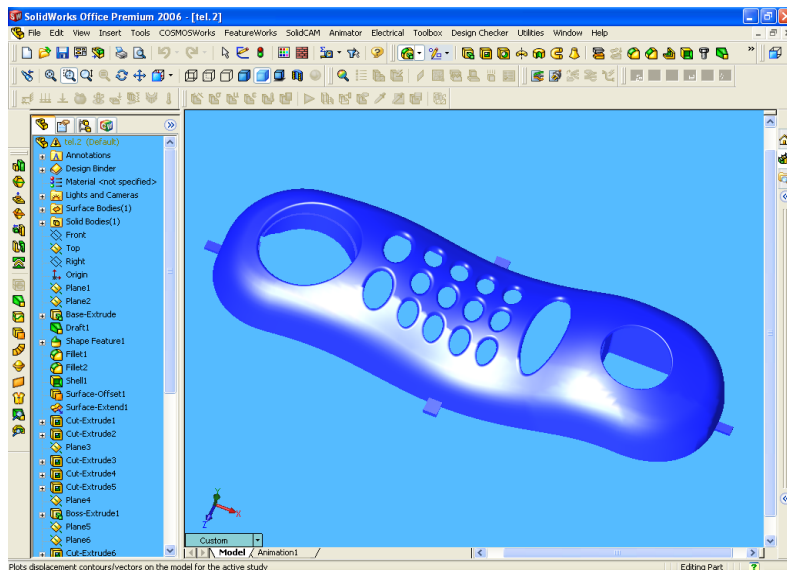 SolidWorks Office Premium 2006 - [tel.2]
File Edit View Insert Tools COSMOSWorks FeatureWorks SolidCAM Animator Electrical Toolbox Design Checker Utilities Window Help
tel.2 (Default)
Annotations
Design Binder
Material <not specified>
Lights and Cameras
Surface Bodies(1)
Solid Bodies(1)
Front
Top
Right
Origin
Plane1
Plane2
Base-Extrude
Draft1
Shape Feature1
Fillet1
Fillet2
Shell1
Surface-Offset1
Surface-Extend1
Cut-Extrude1
Cut-Extrude2
Plane3
Cut-Extrude3
Cut-Extrude4
Cut-Extrude5
Plane4
Boss-Extrude1
Plane5
Plane6
Cut-Extrude6
Y
X
Z
Custom
Model Animation1
Plots displacement contours/vectors on the model for the active study Editing Part